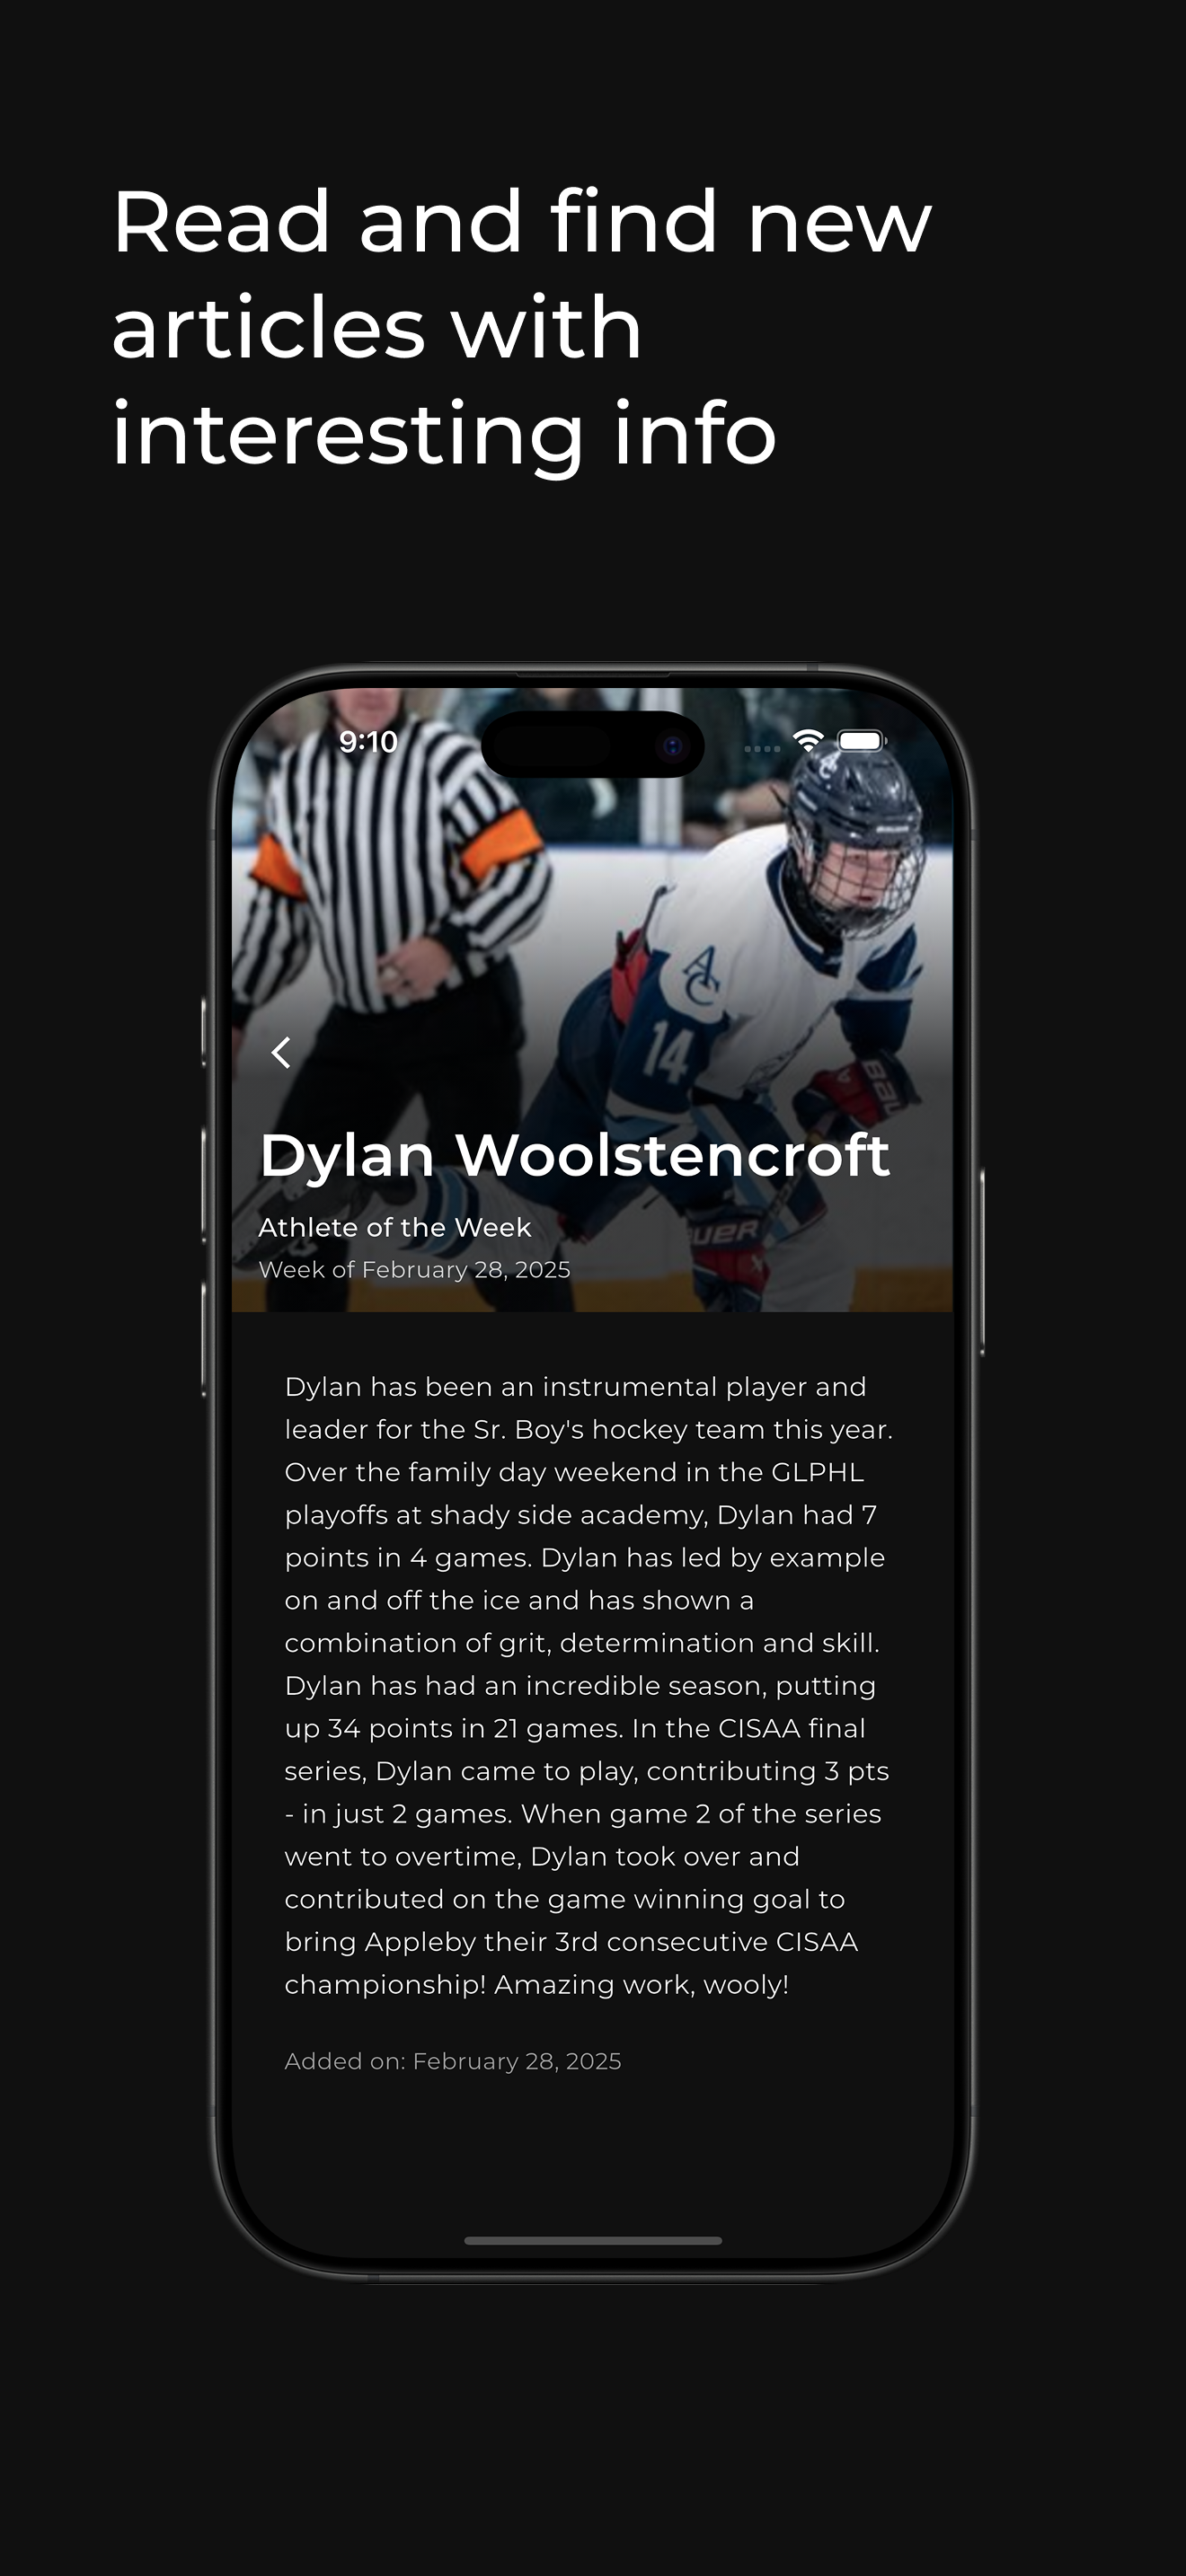 Read and find new
articles with
interesting info
9:10
AC
14
BAUER
Dylan Woolstencroft
Athlete of the Week
Week of February 28, 2025
Dylan has been an instrumental player and
leader for the Sr. Boy's hockey team this year.
Over the family day weekend in the GLPHL
playoffs at shady side academy, Dylan had 7
points in 4 games. Dylan has led by example
on and off the ice and has shown a
combination of grit, determination and skill.
Dylan has had an incredible season, putting
up 34 points in 21 games. In the CISAA final
series, Dylan came to play, contributing 3 pts
- in just 2 games. When game 2 of the series
went to overtime, Dylan took over and
contributed on the game winning goal to
bring Appleby their 3rd consecutive CISAA
championship! Amazing work, wooly!
Added on: February 28, 2025